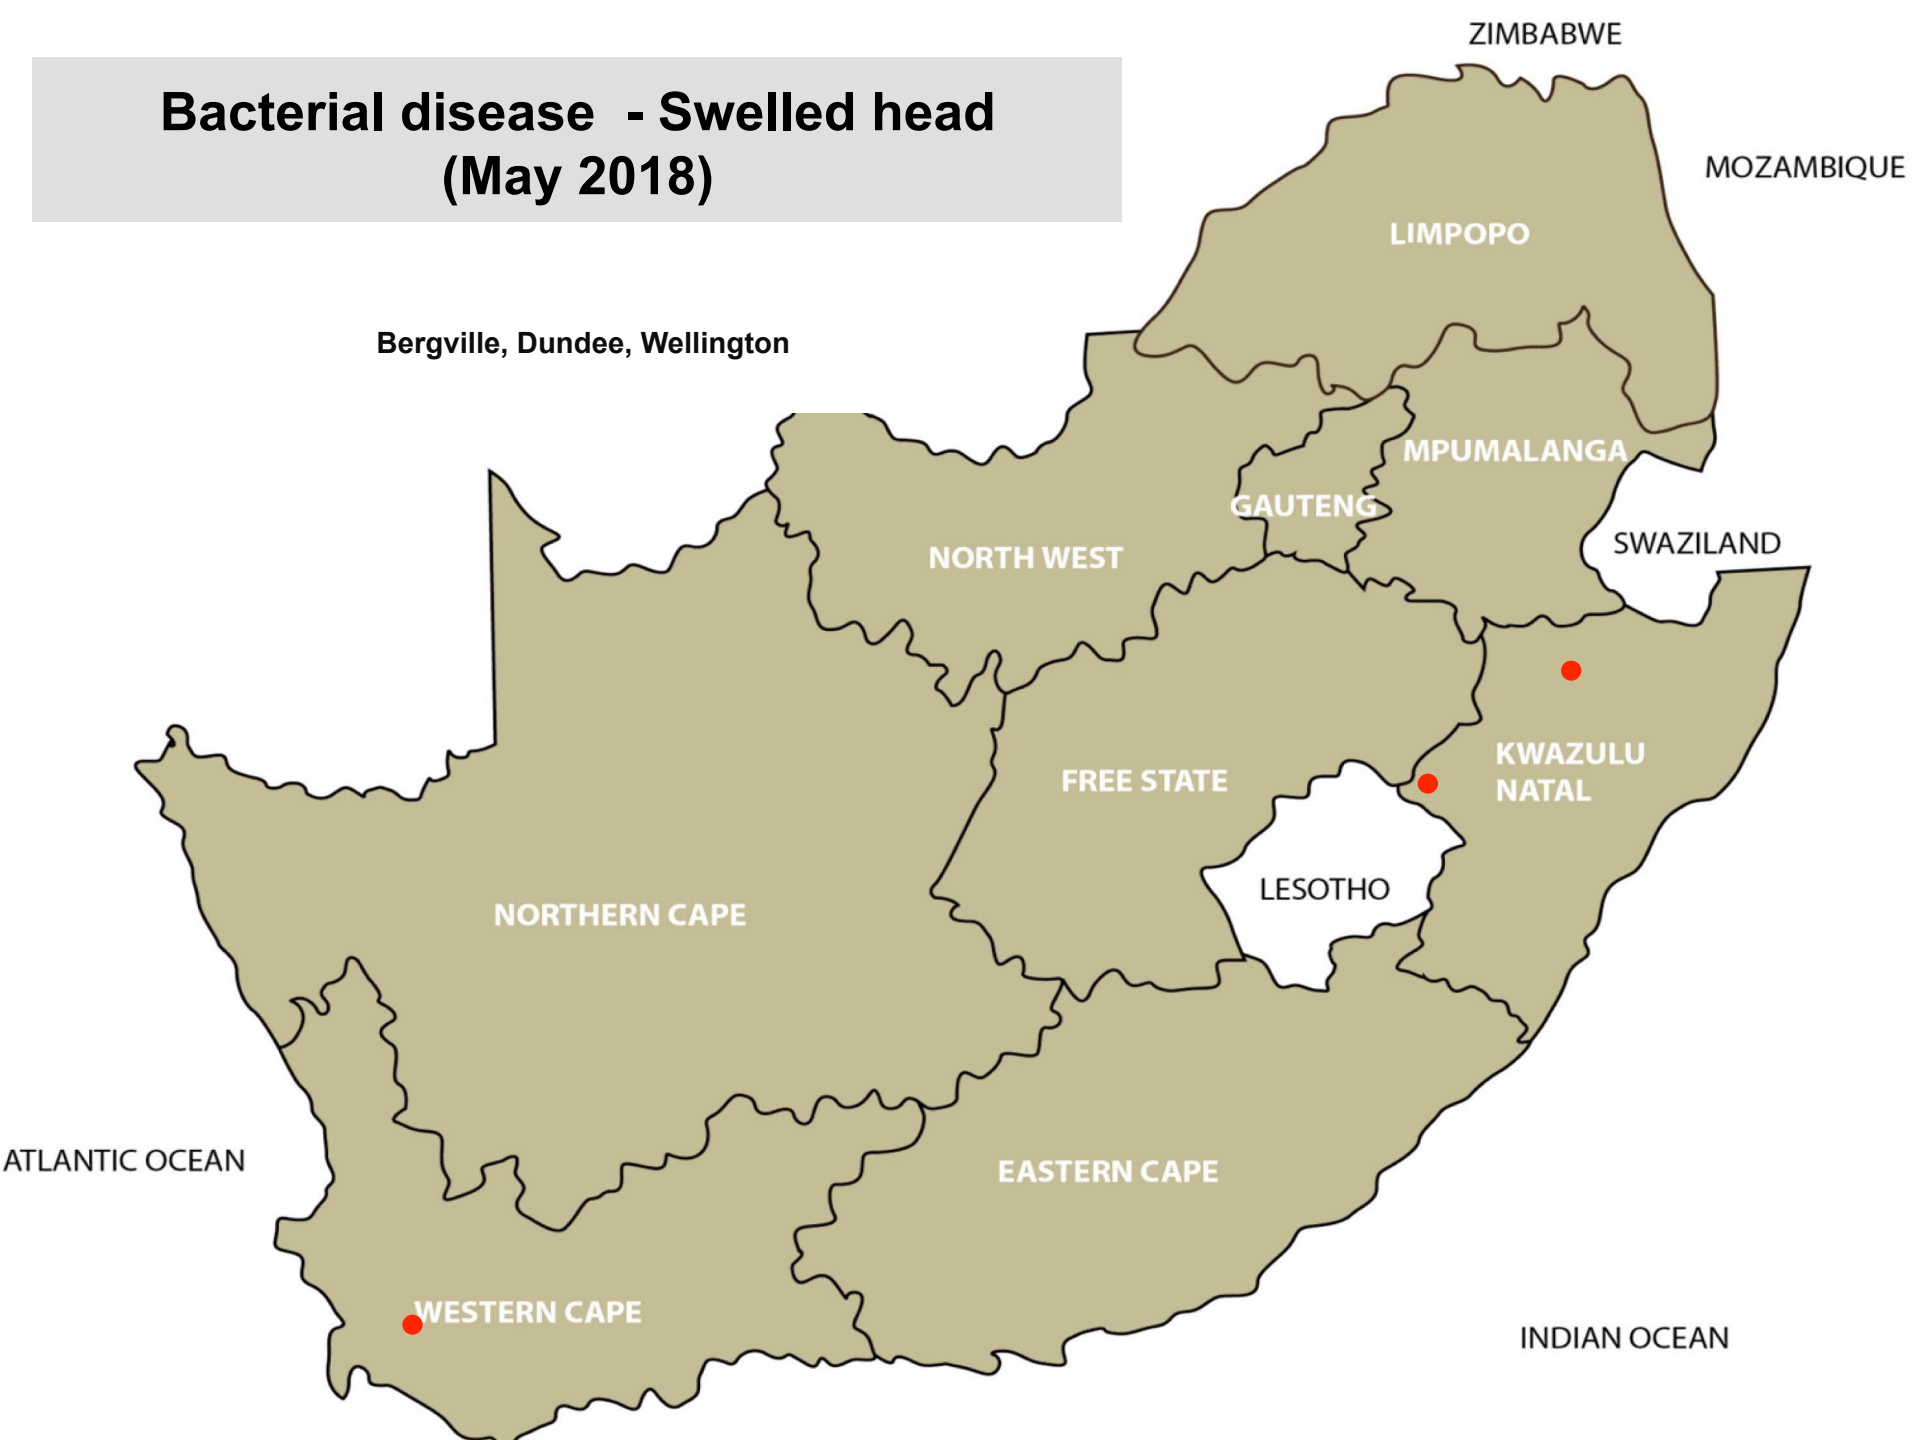 ZIMBABWE
Bacterial disease - Swelled head
(May 2018)
MOZAMBIQUE
LIMPOPO
Bergville, Dundee, Wellington
MPUMALANGA
GAUTENG
SWAZILAND
NORTH WEST
KWAZULU
NATAL
FREE STATE
LESOTHO
NORTHERN CAPE
ATLANTIC OCEAN
EASTERN CAPE
WESTERN CAPE
INDIAN OCEAN